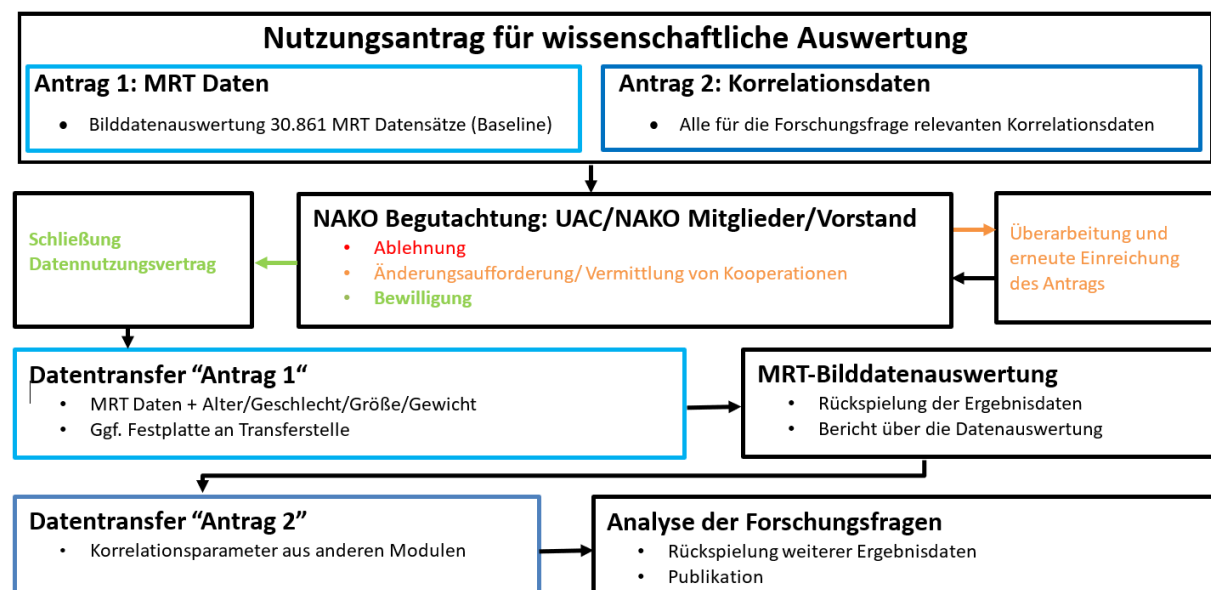 Nutzungsantrag für wissenschaftliche Auswertung
Antrag 1: MRT Daten
• Bilddatenauswertung 30.861 MRT Datensätze (Baseline)
Antrag 2: Korrelationsdaten
• Alle für die Forschungsfrage relevanten Korrelationsdaten
Schließung
Datennutzungsvertrag
NAKO Begutachtung: UAC/NAKO Mitglieder/Vorstand
• Ablehnung
• Änderungsaufforderung/ Vermittlung von Kooperationen
• Bewilligung
Überarbeitung und
erneute Einreichung
des Antrags
Datentransfer “Antrag 1“
• MRT Daten + Alter/Geschlecht/Größe/Gewicht
• Ggf. Festplatte an Transferstelle
MRT-Bilddatenauswertung
• Rückspielung der Ergebnisdaten
• Bericht über die Datenauswertung
Datentransfer “Antrag 2”
• Korrelationsparameter aus anderen Modulen
Analyse der Forschungsfragen
• Rückspielung weiterer Ergebnisdaten
• Publikation